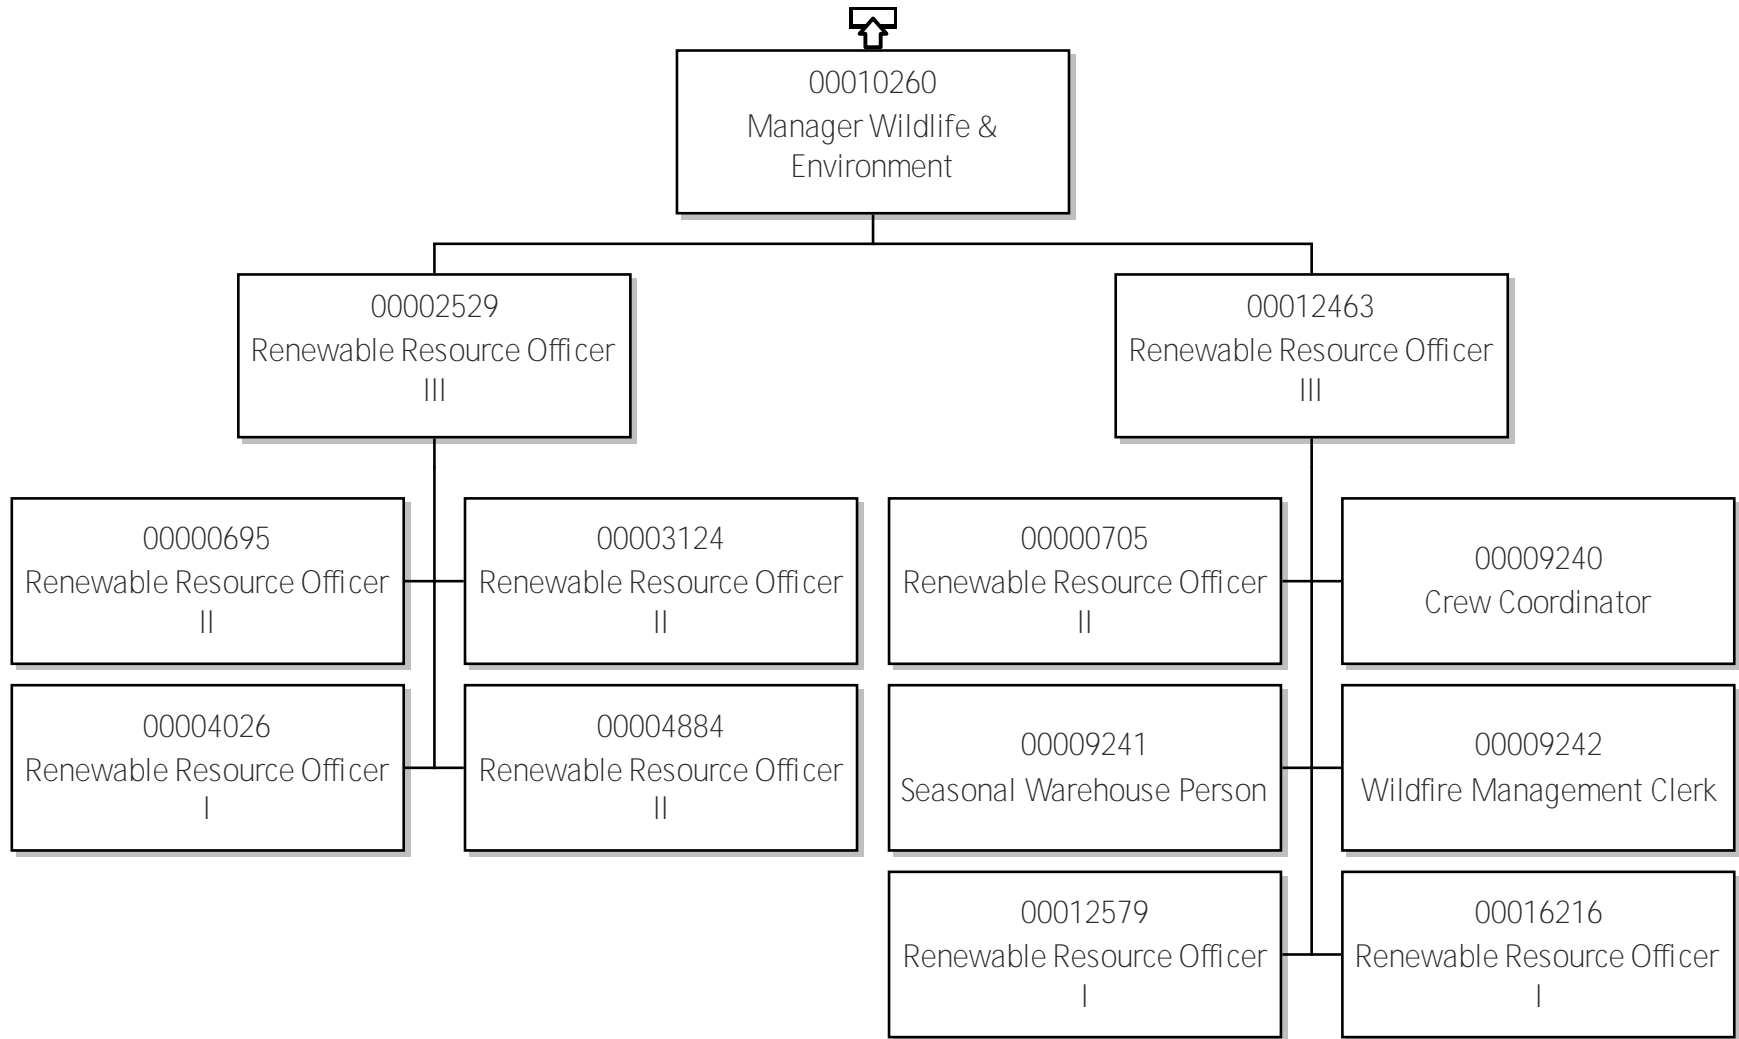 00010260
Manager Wildlife &
Environment
00002529
Renewable Resource Officer
III
00012463
Renewable Resource Officer
III
00000695
Renewable Resource Officer
II
00003124
Renewable Resource Officer
II
00000705
Renewable Resource Officer
II
00009240
Crew Coordinator
00004026
Renewable Resource Officer
I
00004884
Renewable Resource Officer
II
00009241
Seasonal Warehouse Person
00009242
Wildfire Management Clerk
00012579
Renewable Resource Officer
I
00016216
Renewable Resource Officer
I